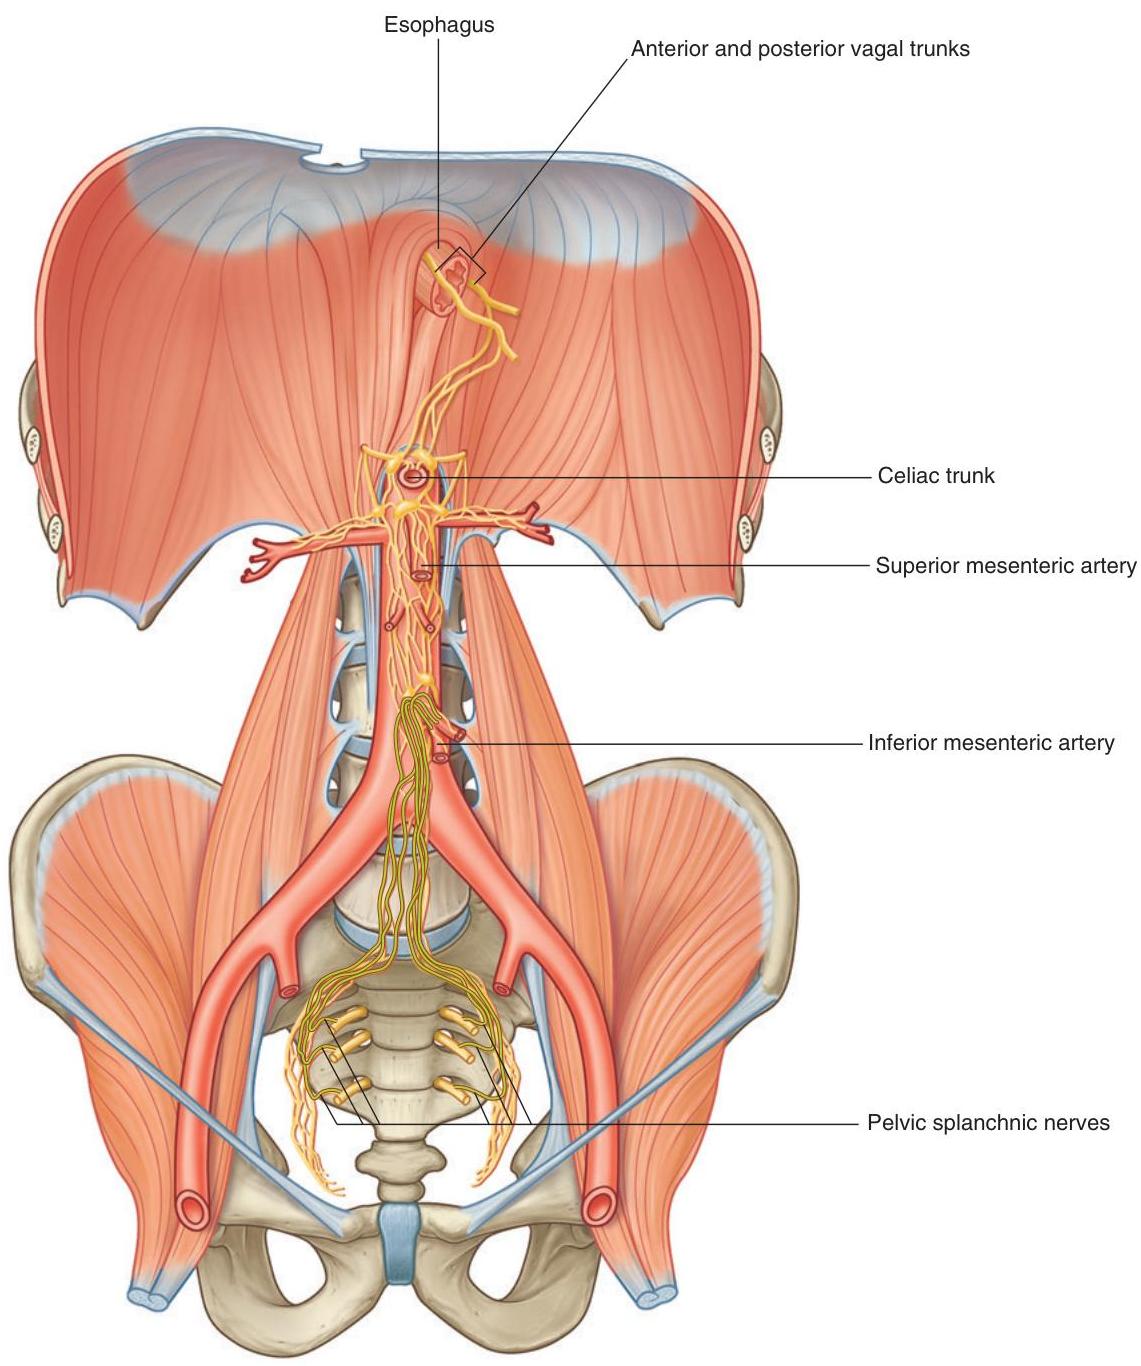 Esophagus
Anterior and posterior vagal trunks
Celiac trunk
Superior mesenteric artery
Inferior mesenteric artery
Pelvic splanchnic nerves